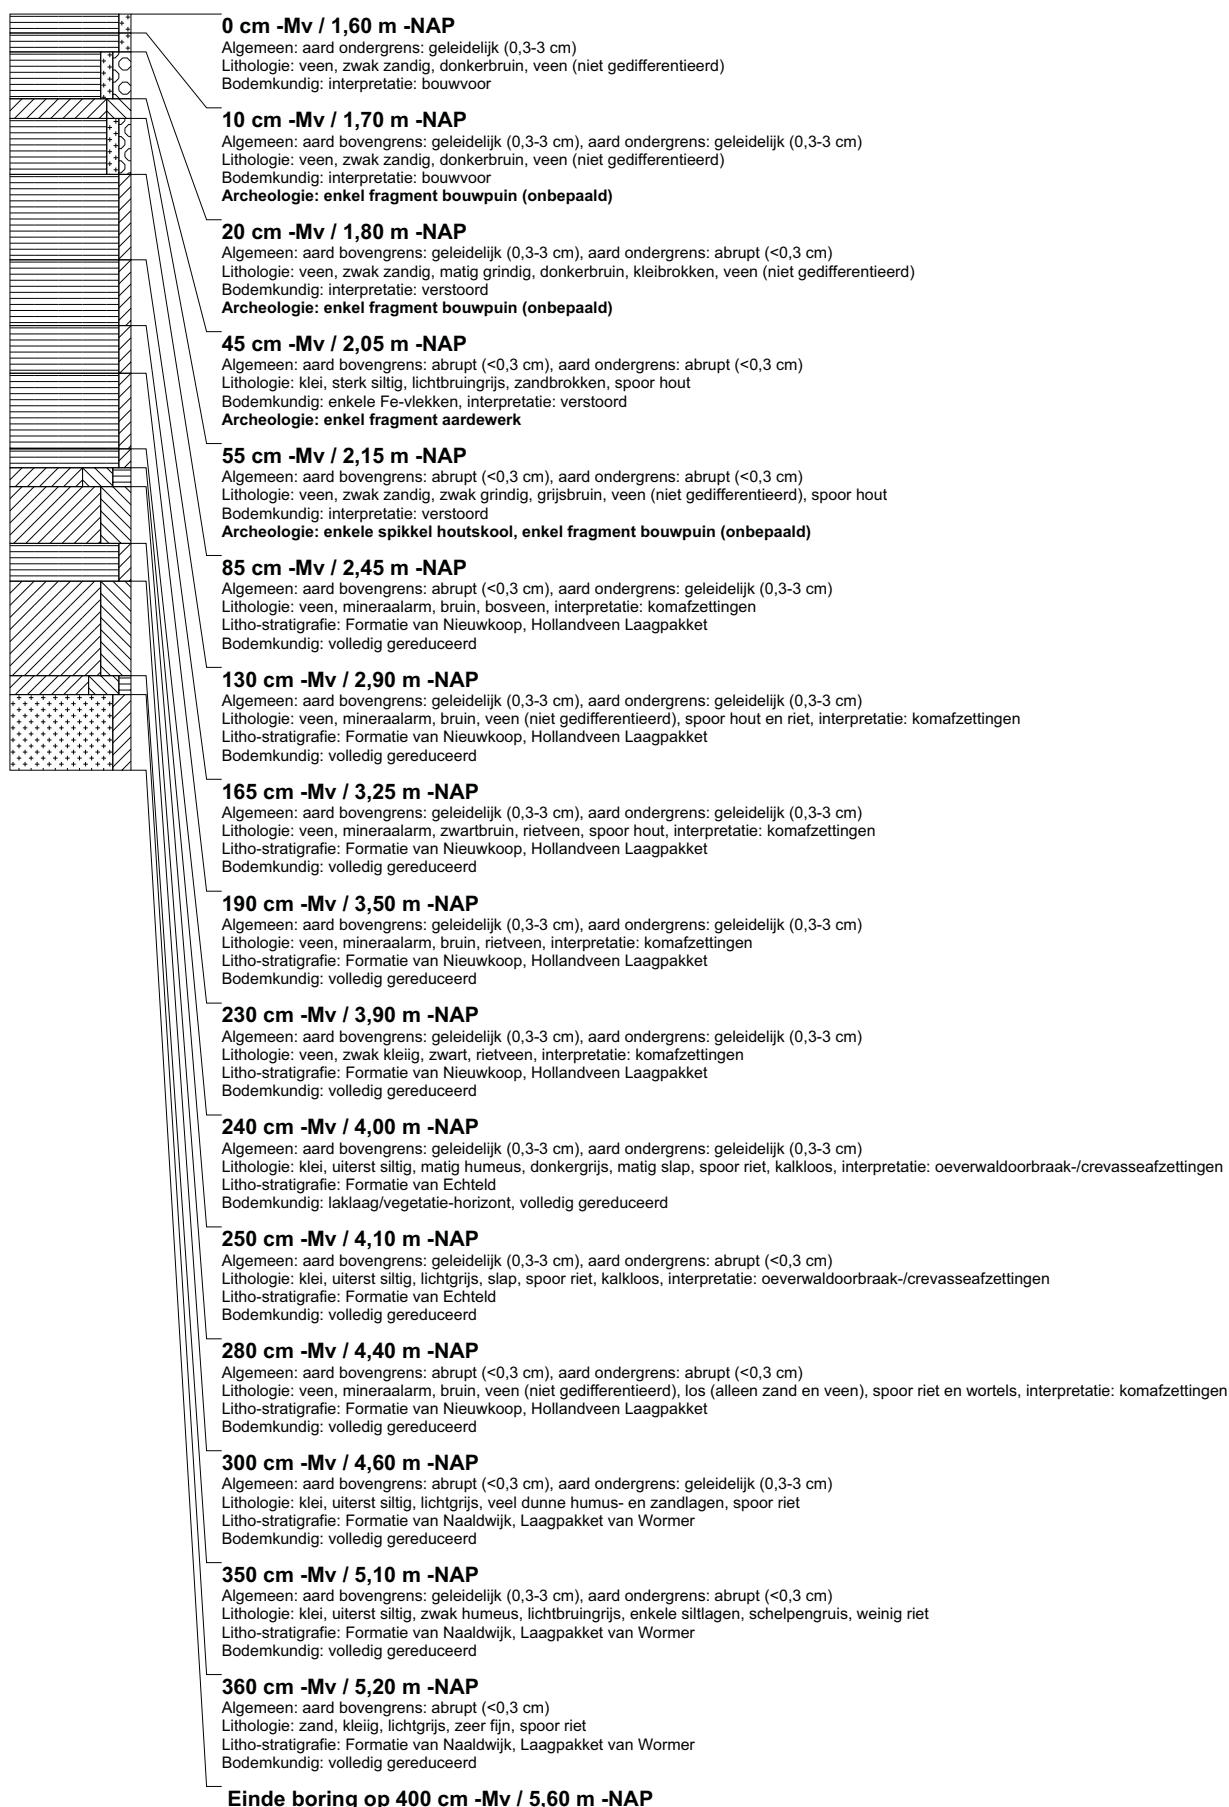 0 cm -Mv / 1,60 m -NAP
Algemeen: aard ondergrens: geleidelijk (0,3-3 cm)
Lithologie: veen, zwak zandig, donkerbruin, veen (niet gedifferentieerd)
Bodemkundig: interpretatie: bouwvoor
10 cm -Mv / 1,70 m -NAP
Algemeen: aard bovengrens: geleidelijk (0,3-3 cm), aard ondergrens: geleidelijk (0,3-3 cm)
Lithologie: veen, zwak zandig, donkerbruin, veen (niet gedifferentieerd)
Bodemkundig: interpretatie: bouwvoor
Archeologie: enkel fragment bouwpuin (onbepaald)
20 cm -Mv / 1,80 m -NAP
Algemeen: aard bovengrens: geleidelijk (0,3-3 cm), aard ondergrens: abrupt (<0,3 cm)
Lithologie: veen, zwak zandig, matig grindig, donkerbruin, kleibrokken, veen (niet gedifferentieerd)
Bodemkundig: interpretatie: verstoord
Archeologie: enkel fragment bouwpuin (onbepaald)
45 cm -Mv / 2,05 m -NAP
Algemeen: aard bovengrens: abrupt (<0,3 cm), aard ondergrens: abrupt (<0,3 cm)
Lithologie: klei, sterk siltig, lichtbruingrijs, zandbrokken, spoor hout
Bodemkundig: enkele Fe-vlekken, interpretatie: verstoord
Archeologie: enkel fragment aardewerk
55 cm -Mv / 2,15 m -NAP
Algemeen: aard bovengrens: abrupt (<0,3 cm), aard ondergrens: abrupt (<0,3 cm)
Lithologie: veen, zwak zandig, zwak grindig, grijsbruin, veen (niet gedifferentieerd), spoor hout
Bodemkundig: interpretatie: verstoord
Archeologie: enkele spikkel houtskool, enkel fragment bouwpuin (onbepaald)
85 cm -Mv / 2,45 m -NAP
Algemeen: aard bovengrens: abrupt (<0,3 cm), aard ondergrens: geleidelijk (0,3-3 cm)
Lithologie: veen, mineraalarm, bruin, bosveen, interpretatie: komafzettingen
Litho-stratigrafie: Formatie van Nieuwkoop, Hollandveen Laagpakket
Bodemkundig: volledig gereduceerd
130 cm -Mv / 2,90 m -NAP
Algemeen: aard bovengrens: geleidelijk (0,3-3 cm), aard ondergrens: geleidelijk (0,3-3 cm)
Lithologie: veen, mineraalarm, bruin, veen (niet gedifferentieerd), spoor hout en riet, interpretatie: komafzettingen
Litho-stratigrafie: Formatie van Nieuwkoop, Hollandveen Laagpakket
Bodemkundig: volledig gereduceerd
165 cm -Mv / 3,25 m -NAP
Algemeen: aard bovengrens: geleidelijk (0,3-3 cm), aard ondergrens: geleidelijk (0,3-3 cm)
Lithologie: veen, mineraalarm, zwartbruin, rietveen, spoor hout, interpretatie: komafzettingen
Litho-stratigrafie: Formatie van Nieuwkoop, Hollandveen Laagpakket
Bodemkundig: volledig gereduceerd
190 cm -Mv / 3,50 m -NAP
Algemeen: aard bovengrens: geleidelijk (0,3-3 cm), aard ondergrens: geleidelijk (0,3-3 cm)
Lithologie: veen, mineraalarm, bruin, rietveen, interpretatie: komafzettingen
Litho-stratigrafie: Formatie van Nieuwkoop, Hollandveen Laagpakket
Bodemkundig: volledig gereduceerd
230 cm -Mv / 3,90 m -NAP
Algemeen: aard bovengrens: geleidelijk (0,3-3 cm), aard ondergrens: geleidelijk (0,3-3 cm)
Lithologie: veen, zwak kleiig, zwart, rietveen, interpretatie: komafzettingen
Litho-stratigrafie: Formatie van Nieuwkoop, Hollandveen Laagpakket
Bodemkundig: volledig gereduceerd
240 cm -Mv / 4,00 m -NAP
Algemeen: aard bovengrens: geleidelijk (0,3-3 cm), aard ondergrens: geleidelijk (0,3-3 cm)
Lithologie: klei, uiterst siltig, matig humeus, donkergrijs, matig slap, spoor riet, kalkloos, interpretatie: oeverwaldoorbraak-/crevasseafzettingen
Litho-stratigrafie: Formatie van Echteld
Bodemkundig: laklaag/vegetatie-horizont, volledig gereduceerd
250 cm -Mv / 4,10 m -NAP
Algemeen: aard bovengrens: geleidelijk (0,3-3 cm), aard ondergrens: abrupt (<0,3 cm)
Lithologie: klei, uiterst siltig, lichtgrijs, slap, spoor riet, kalkloos, interpretatie: oeverwaldoorbraak-/crevasseafzettingen
Litho-stratigrafie: Formatie van Echteld
Bodemkundig: volledig gereduceerd
280 cm -Mv / 4,40 m -NAP
Algemeen: aard bovengrens: abrupt (<0,3 cm), aard ondergrens: abrupt (<0,3 cm)
Lithologie: veen, mineraalarm, bruin, veen (niet gedifferentieerd), los (alleen zand en veen), spoor riet en wortels, interpretatie: komafzettingen
Litho-stratigrafie: Formatie van Nieuwkoop, Hollandveen Laagpakket
Bodemkundig: volledig gereduceerd
300 cm -Mv / 4,60 m -NAP
Algemeen: aard bovengrens: abrupt (<0,3 cm), aard ondergrens: geleidelijk (0,3-3 cm)
Lithologie: klei, uiterst siltig, lichtgrijs, veel dunne humus- en zandlagen, spoor riet
Litho-stratigrafie: Formatie van Naaldwijk, Laagpakket van Wormer
Bodemkundig: volledig gereduceerd
350 cm -Mv / 5,10 m -NAP
Algemeen: aard bovengrens: geleidelijk (0,3-3 cm), aard ondergrens: abrupt (<0,3 cm)
Lithologie: klei, uiterst siltig, zwak humeus, lichtbruingrijs, enkele siltlagen, schelpengruis, weinig riet
Litho-stratigrafie: Formatie van Naaldwijk, Laagpakket van Wormer
Bodemkundig: volledig gereduceerd
360 cm -Mv / 5,20 m -NAP
Algemeen: aard bovengrens: abrupt (<0,3 cm)
Lithologie: zand, kleiig, lichtgrijs, zeer fijn, spoor riet
Litho-stratigrafie: Formatie van Naaldwijk, Laagpakket van Wormer
Bodemkundig: volledig gereduceerd
Einde boring op 400 cm -Mv / 5,60 m -NAP